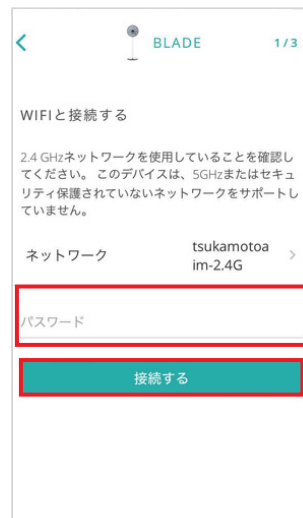 BLADE 1/3
WIFIと接続する
2.4 GHzネットワークを使用していることを確認し
てください。 このデバイスは、5GHzまたはセキュ
リティ保護されていないネットワークをサポートし
ていません。
ネットワーク tsukamotoa
im-2.4G
パスワード
接続する